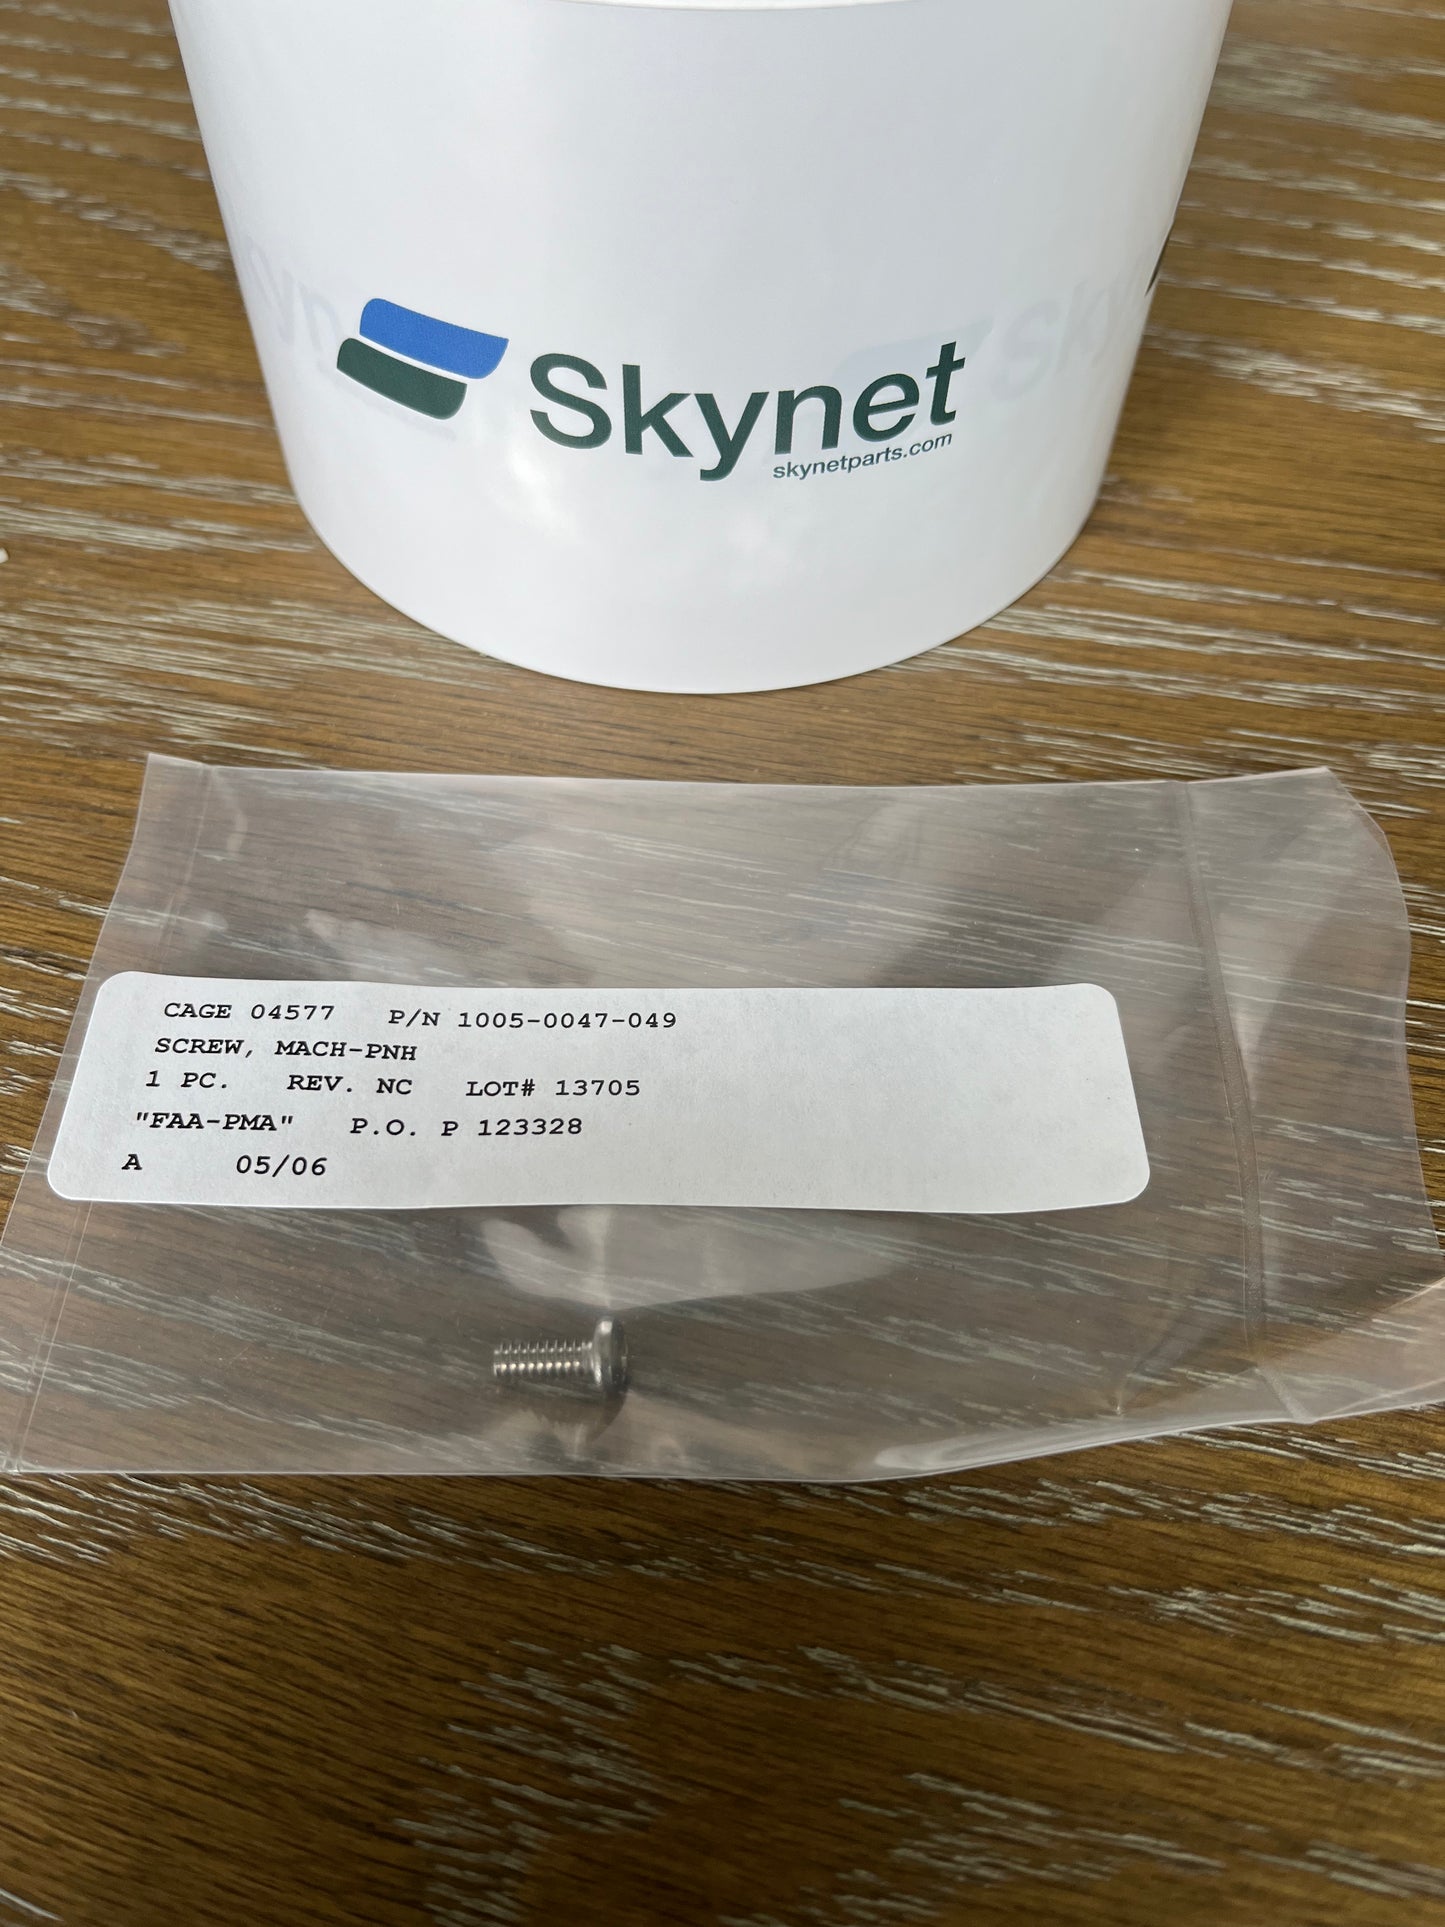 Skynet
skynetparts.com
CAGE 04577 P/N 1005-0047-049
SCREW, MACH-PNH
1 PC. REV. NC LOT# 13705
"FAA-PMA" P.O. P 123328
A 05/06